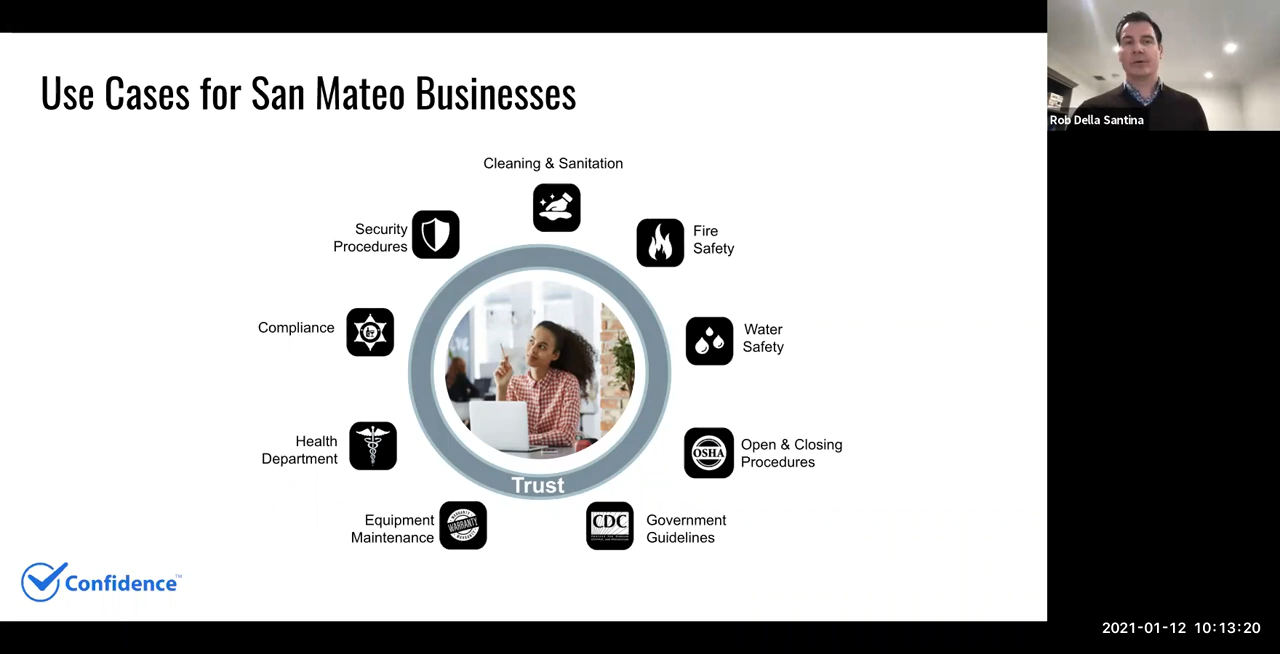 Use Cases for San Mateo Businesses
Rob Della Santina
Cleaning & Sanitation
Security
Procedures
Fire
Safety
Compliance
Water
Safety
Health
Department
OSHA
Open & Closing
Procedures
Trust
Equipment
Maintenance
WARRANTY
CDC
Government
Guidelines
Confidence™
2021-01-12 10:13:20